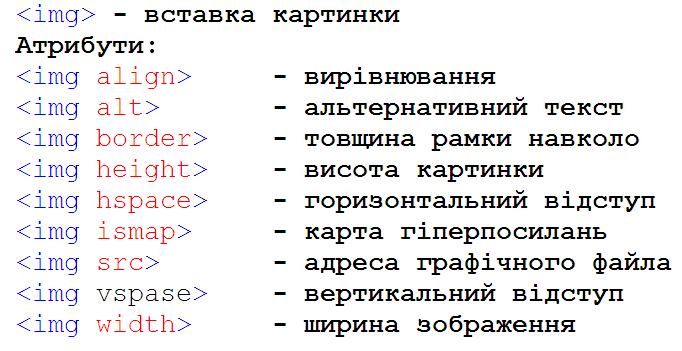 <img> - вставка картинки
Атрибути:
<img align> - вирівнювання
<img alt> - альтернативний текст
<img border> - товщина рамки навколо
<img height> - висота картинки
<img hspace> - горизонтальний відступ
<img ismap> - карта гіперпосилань
<img src> - адреса графічного файла
<img vspase> - вертикальний відступ
<img width> - ширина зображення